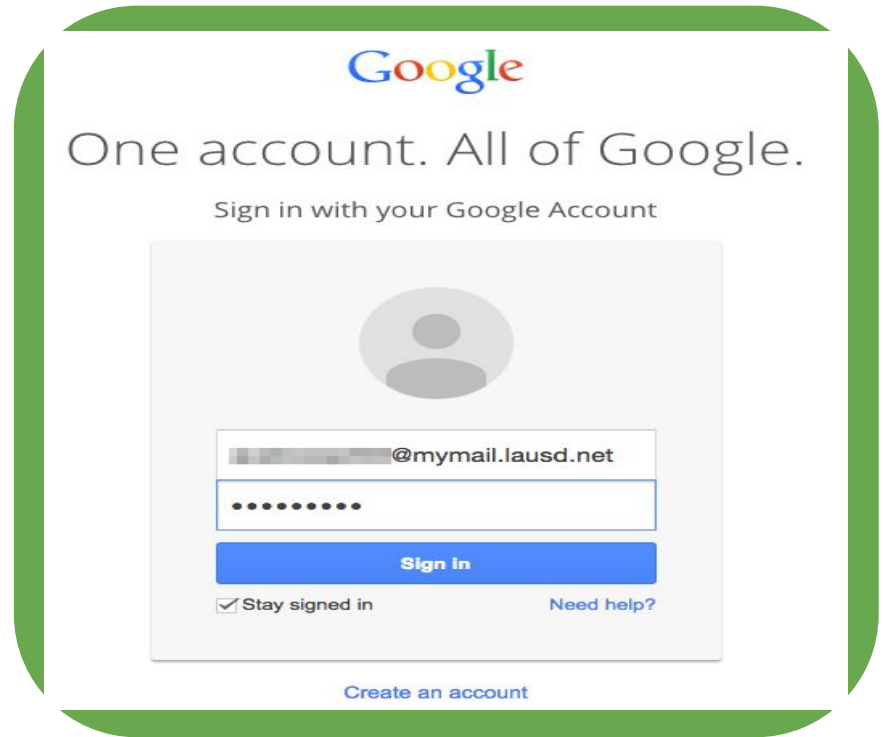 Google
One account. All of Google.
Sign in with your Google Account
@mymail.lausd.net
•••••••••
Sign in
Stay signed in
Need help?
Create an account